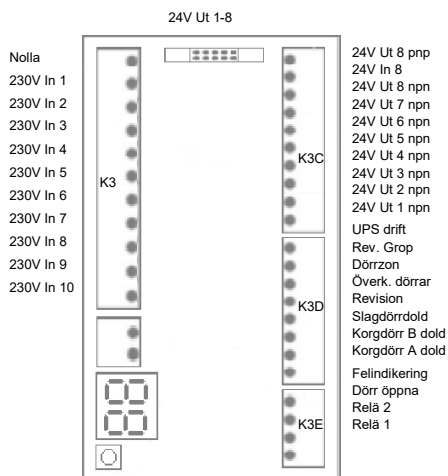 24V Ut 1-8
Nolla
230V In 1
230V In 2
230V In 3
230V In 4
230V In 5
230V In 6
230V In 7
230V In 8
230V In 9
230V In 10
K3
K3C
K3D
K3E
24V Ut 8 pnp
24V In 8
24V Ut 8 npn
24V Ut 7 npn
24V Ut 6 npn
24V Ut 5 npn
24V Ut 4 npn
24V Ut 3 npn
24V Ut 2 npn
24V Ut 1 npn
UPS drift
Rev. Grop
Dörrzon
Överk. dörrar
Revision
Slagdörrdold
Korgdörr B dold
Korgdörr A dold
Felindikering
Dörr öppna
Relä 2
Relä 1